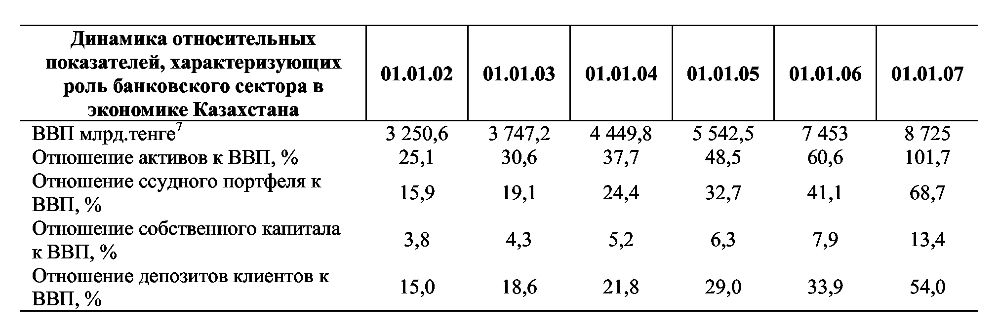 Динамика относительных
показателей, характеризующих
роль банковского сектора в
экономике Казахстана
01.01.02 01.01.03 01.01.04 01.01.05 01.01.06 01.01.07
ВВП млрд.тенге7 3 250,6 3 747,2 4 449,8 5 542,5 7 453 8 725
Отношение активов к ВВП, % 25,1 30,6 37,7 48,5 60,6 101,7
Отношение ссудного портфеля к
ВВП, %
15,9 19,1 24,4 32,7 41,1 68,7
Отношение собственного капитала
к ВВП, %
3,8 4,3 5,2 6,3 7,9 13,4
Отношение депозитов клиентов к
ВВП, %
15,0 18,6 21,8 29,0 33,9 54,0